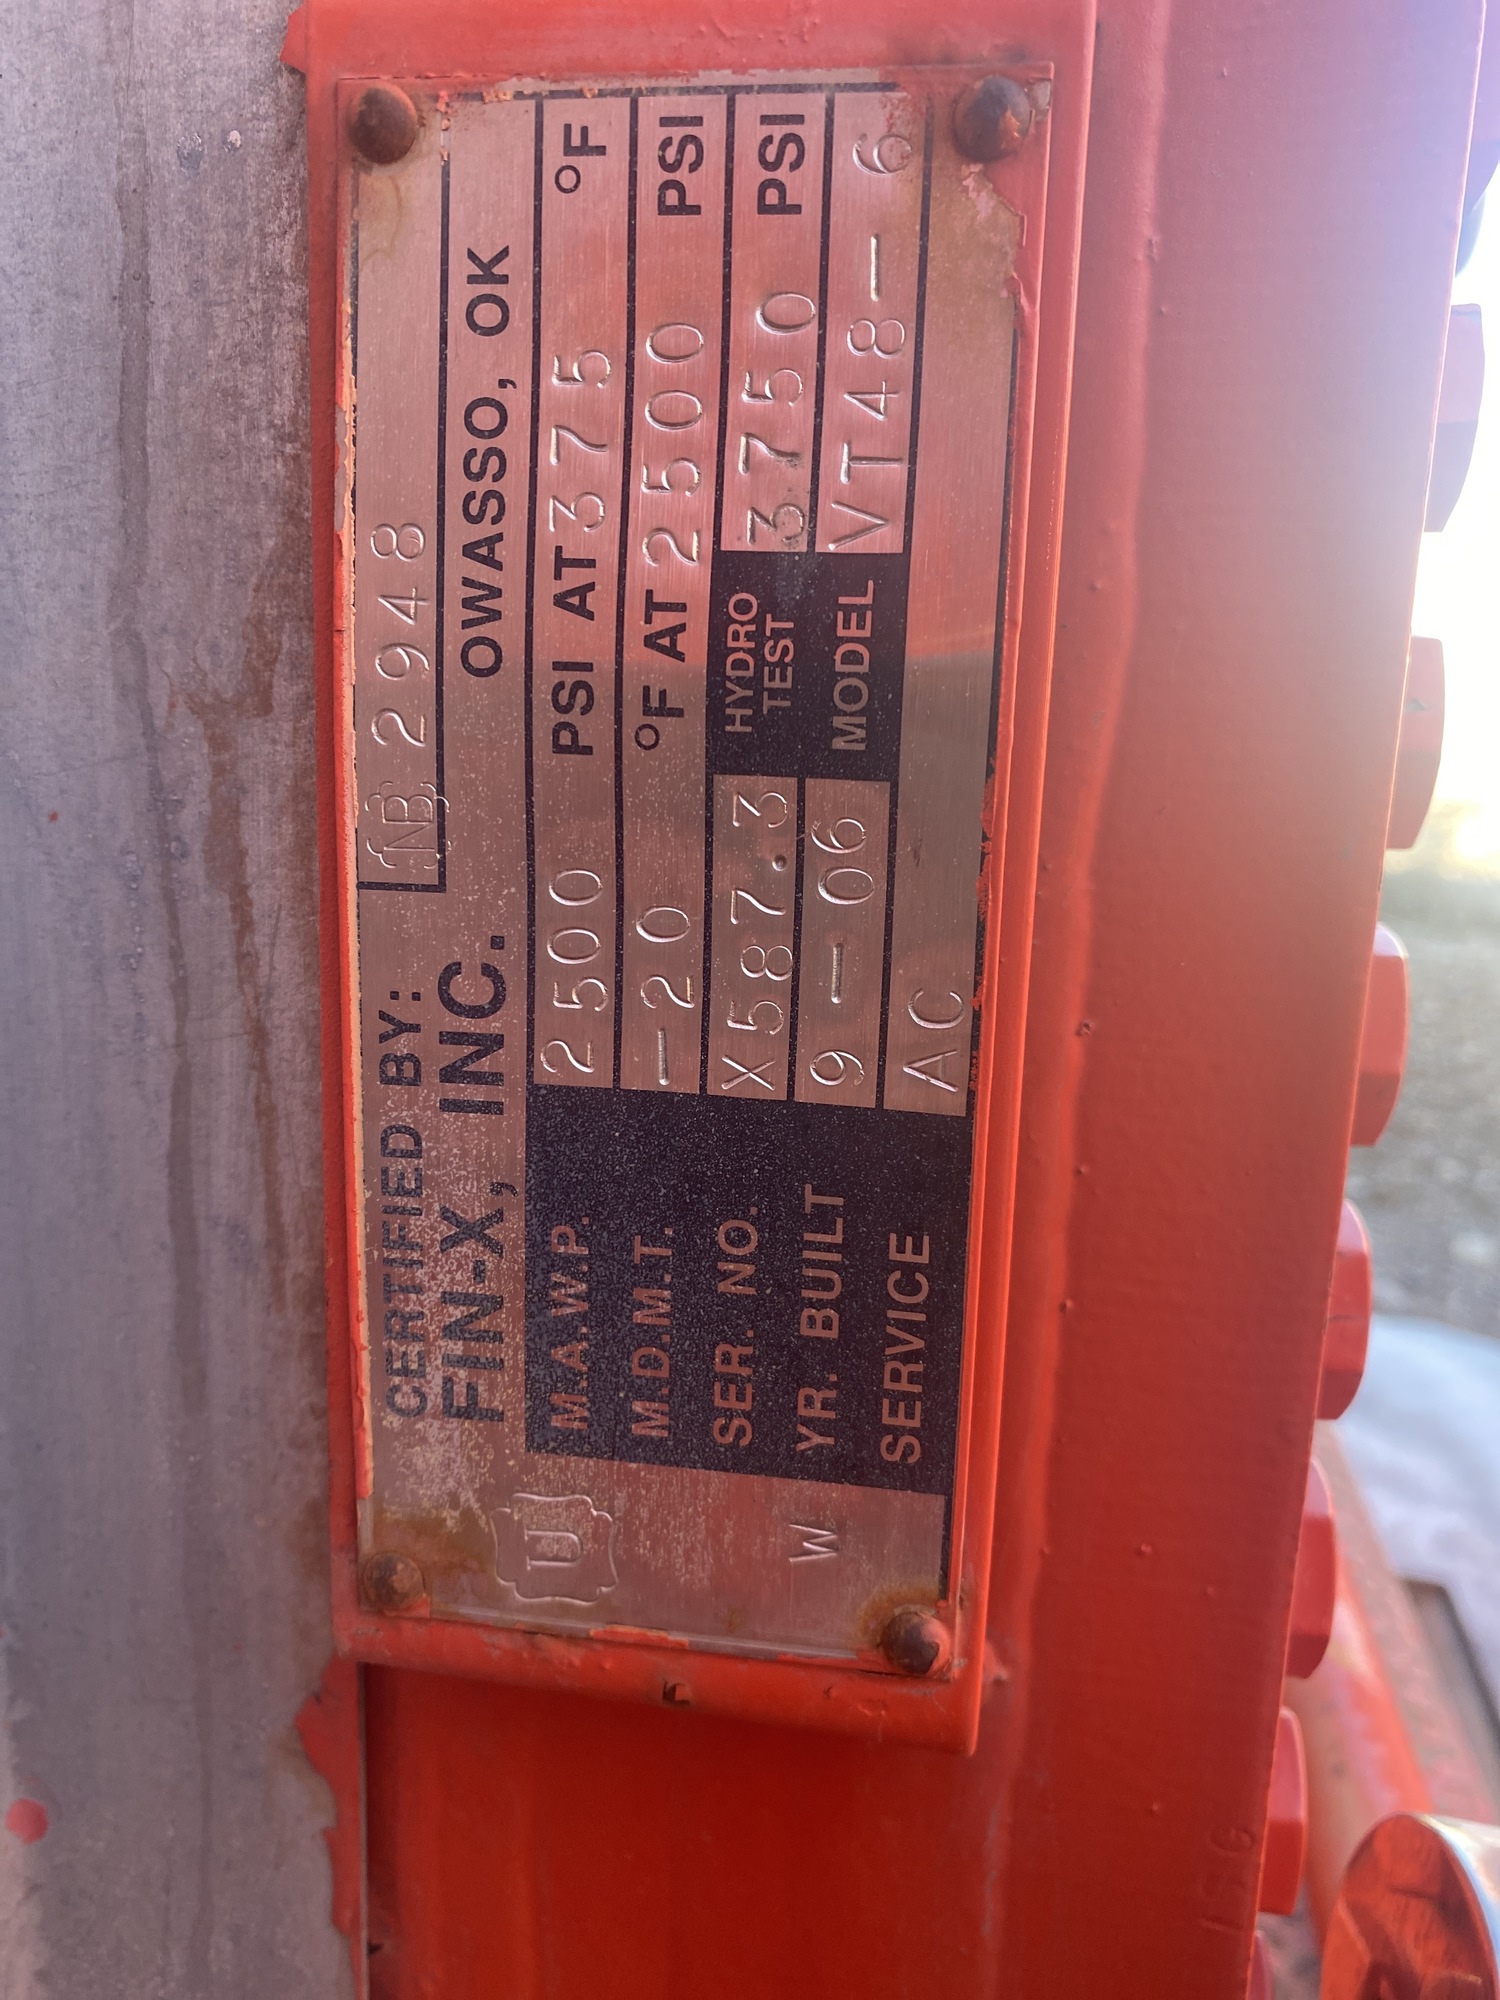 NB 2948
CERTIFIED BY:
FIN-X, INC. OWASSO, OK
U
M.A.W.P. 2500 PSI AT 375 °F
M.D.M.T. -20 °F AT 2500 PSI
SER. NO. X587.3 HYDRO TEST 3750 PSI
W
YR. BUILT 9-06 MODEL VT48-6
SERVICE AC